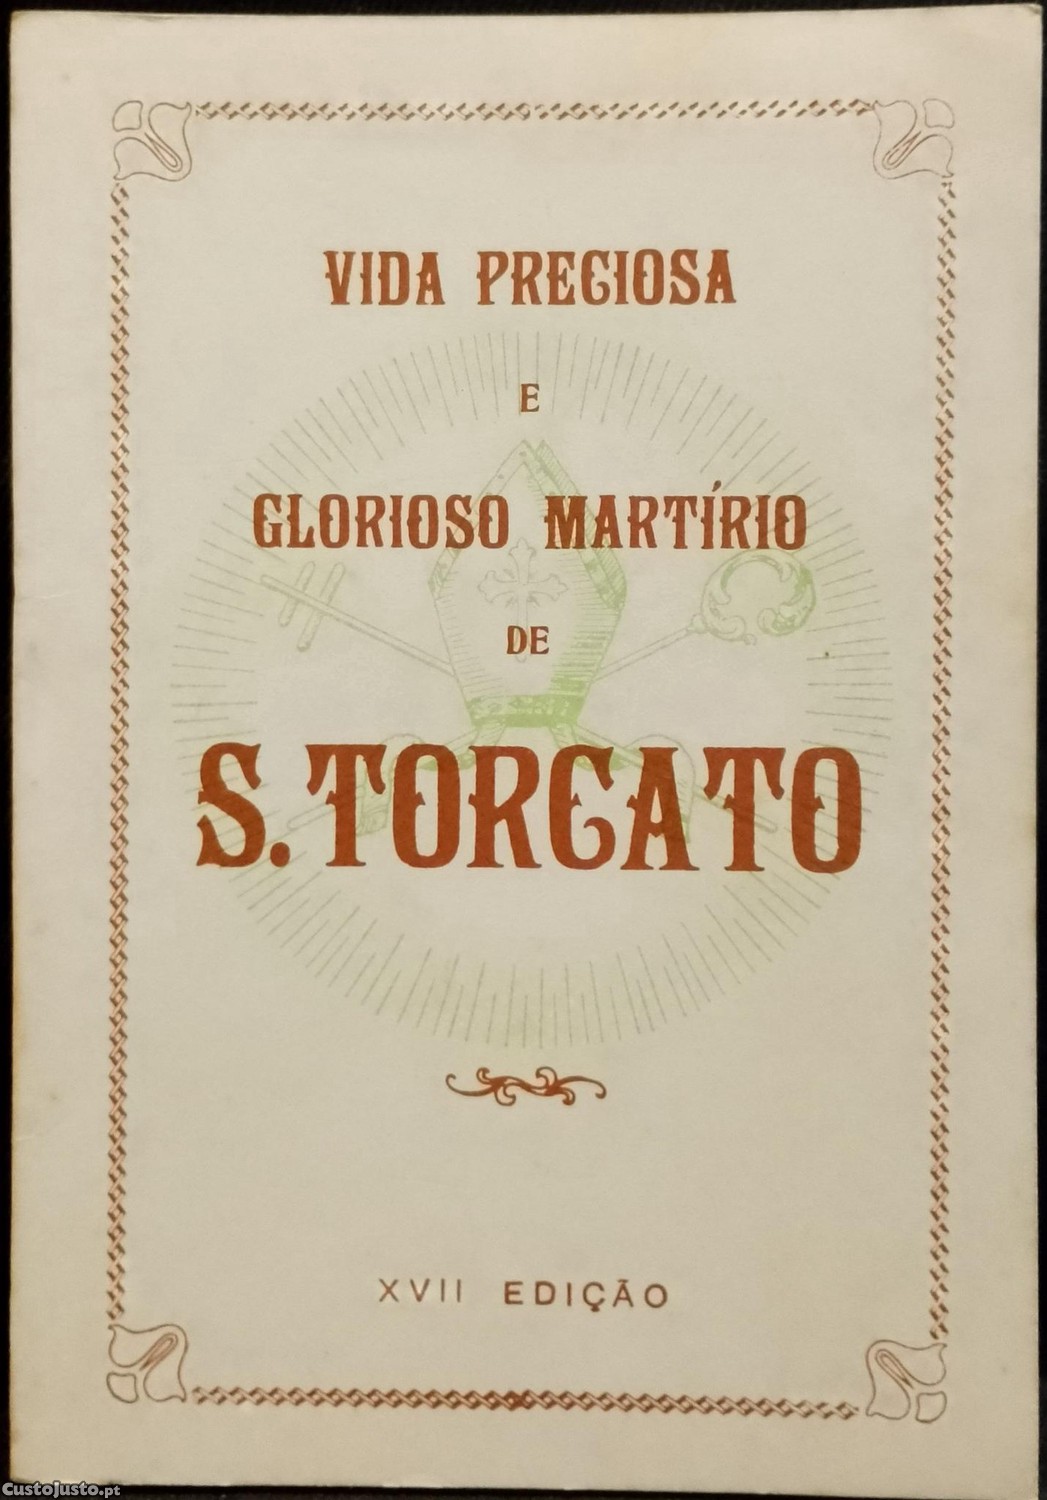 VIDA PRECIOSA
E
GLORIOSO MARTÍRIO
DE
S. TORCATO
XVII EDIÇÃO
CustoJusto.pt